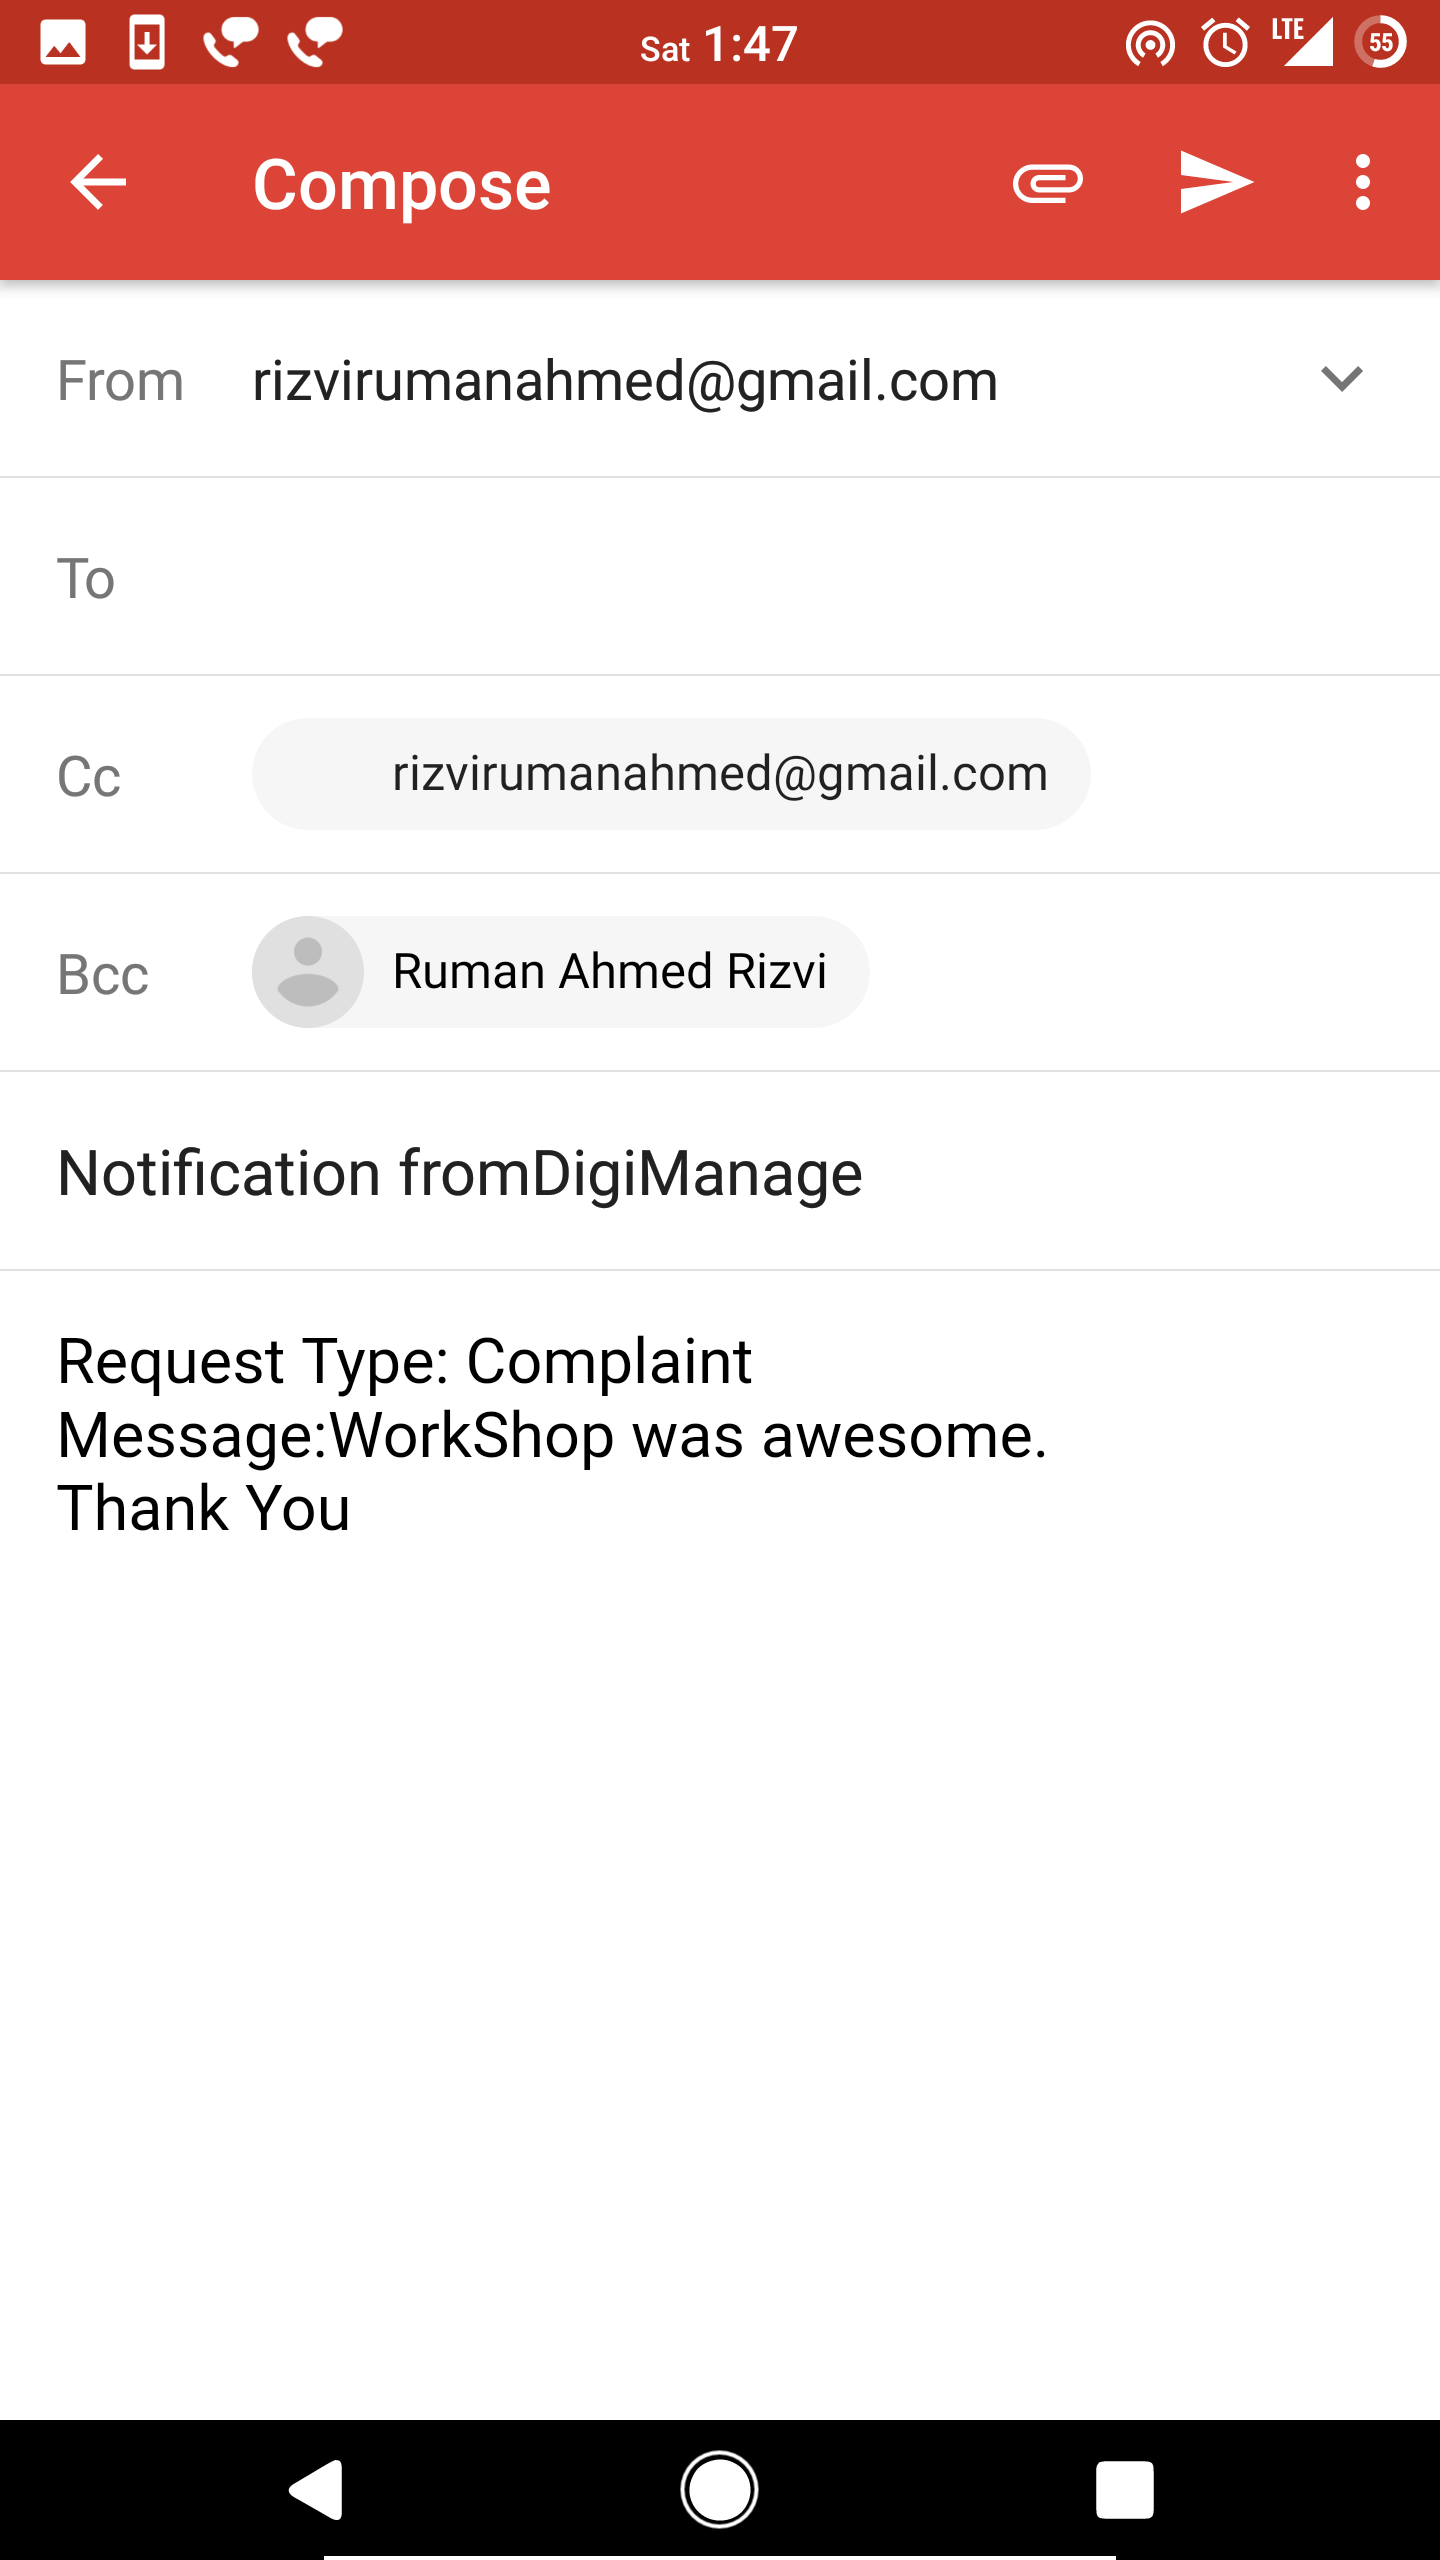 Sat 1:47 LTE 55
Compose
From rizvirumanahmed@gmail.com
To
Cc rizvirumanahmed@gmail.com
Bcc Ruman Ahmed Rizvi
Notification fromDigiManage
Request Type: Complaint
Message:WorkShop was awesome.
Thank You